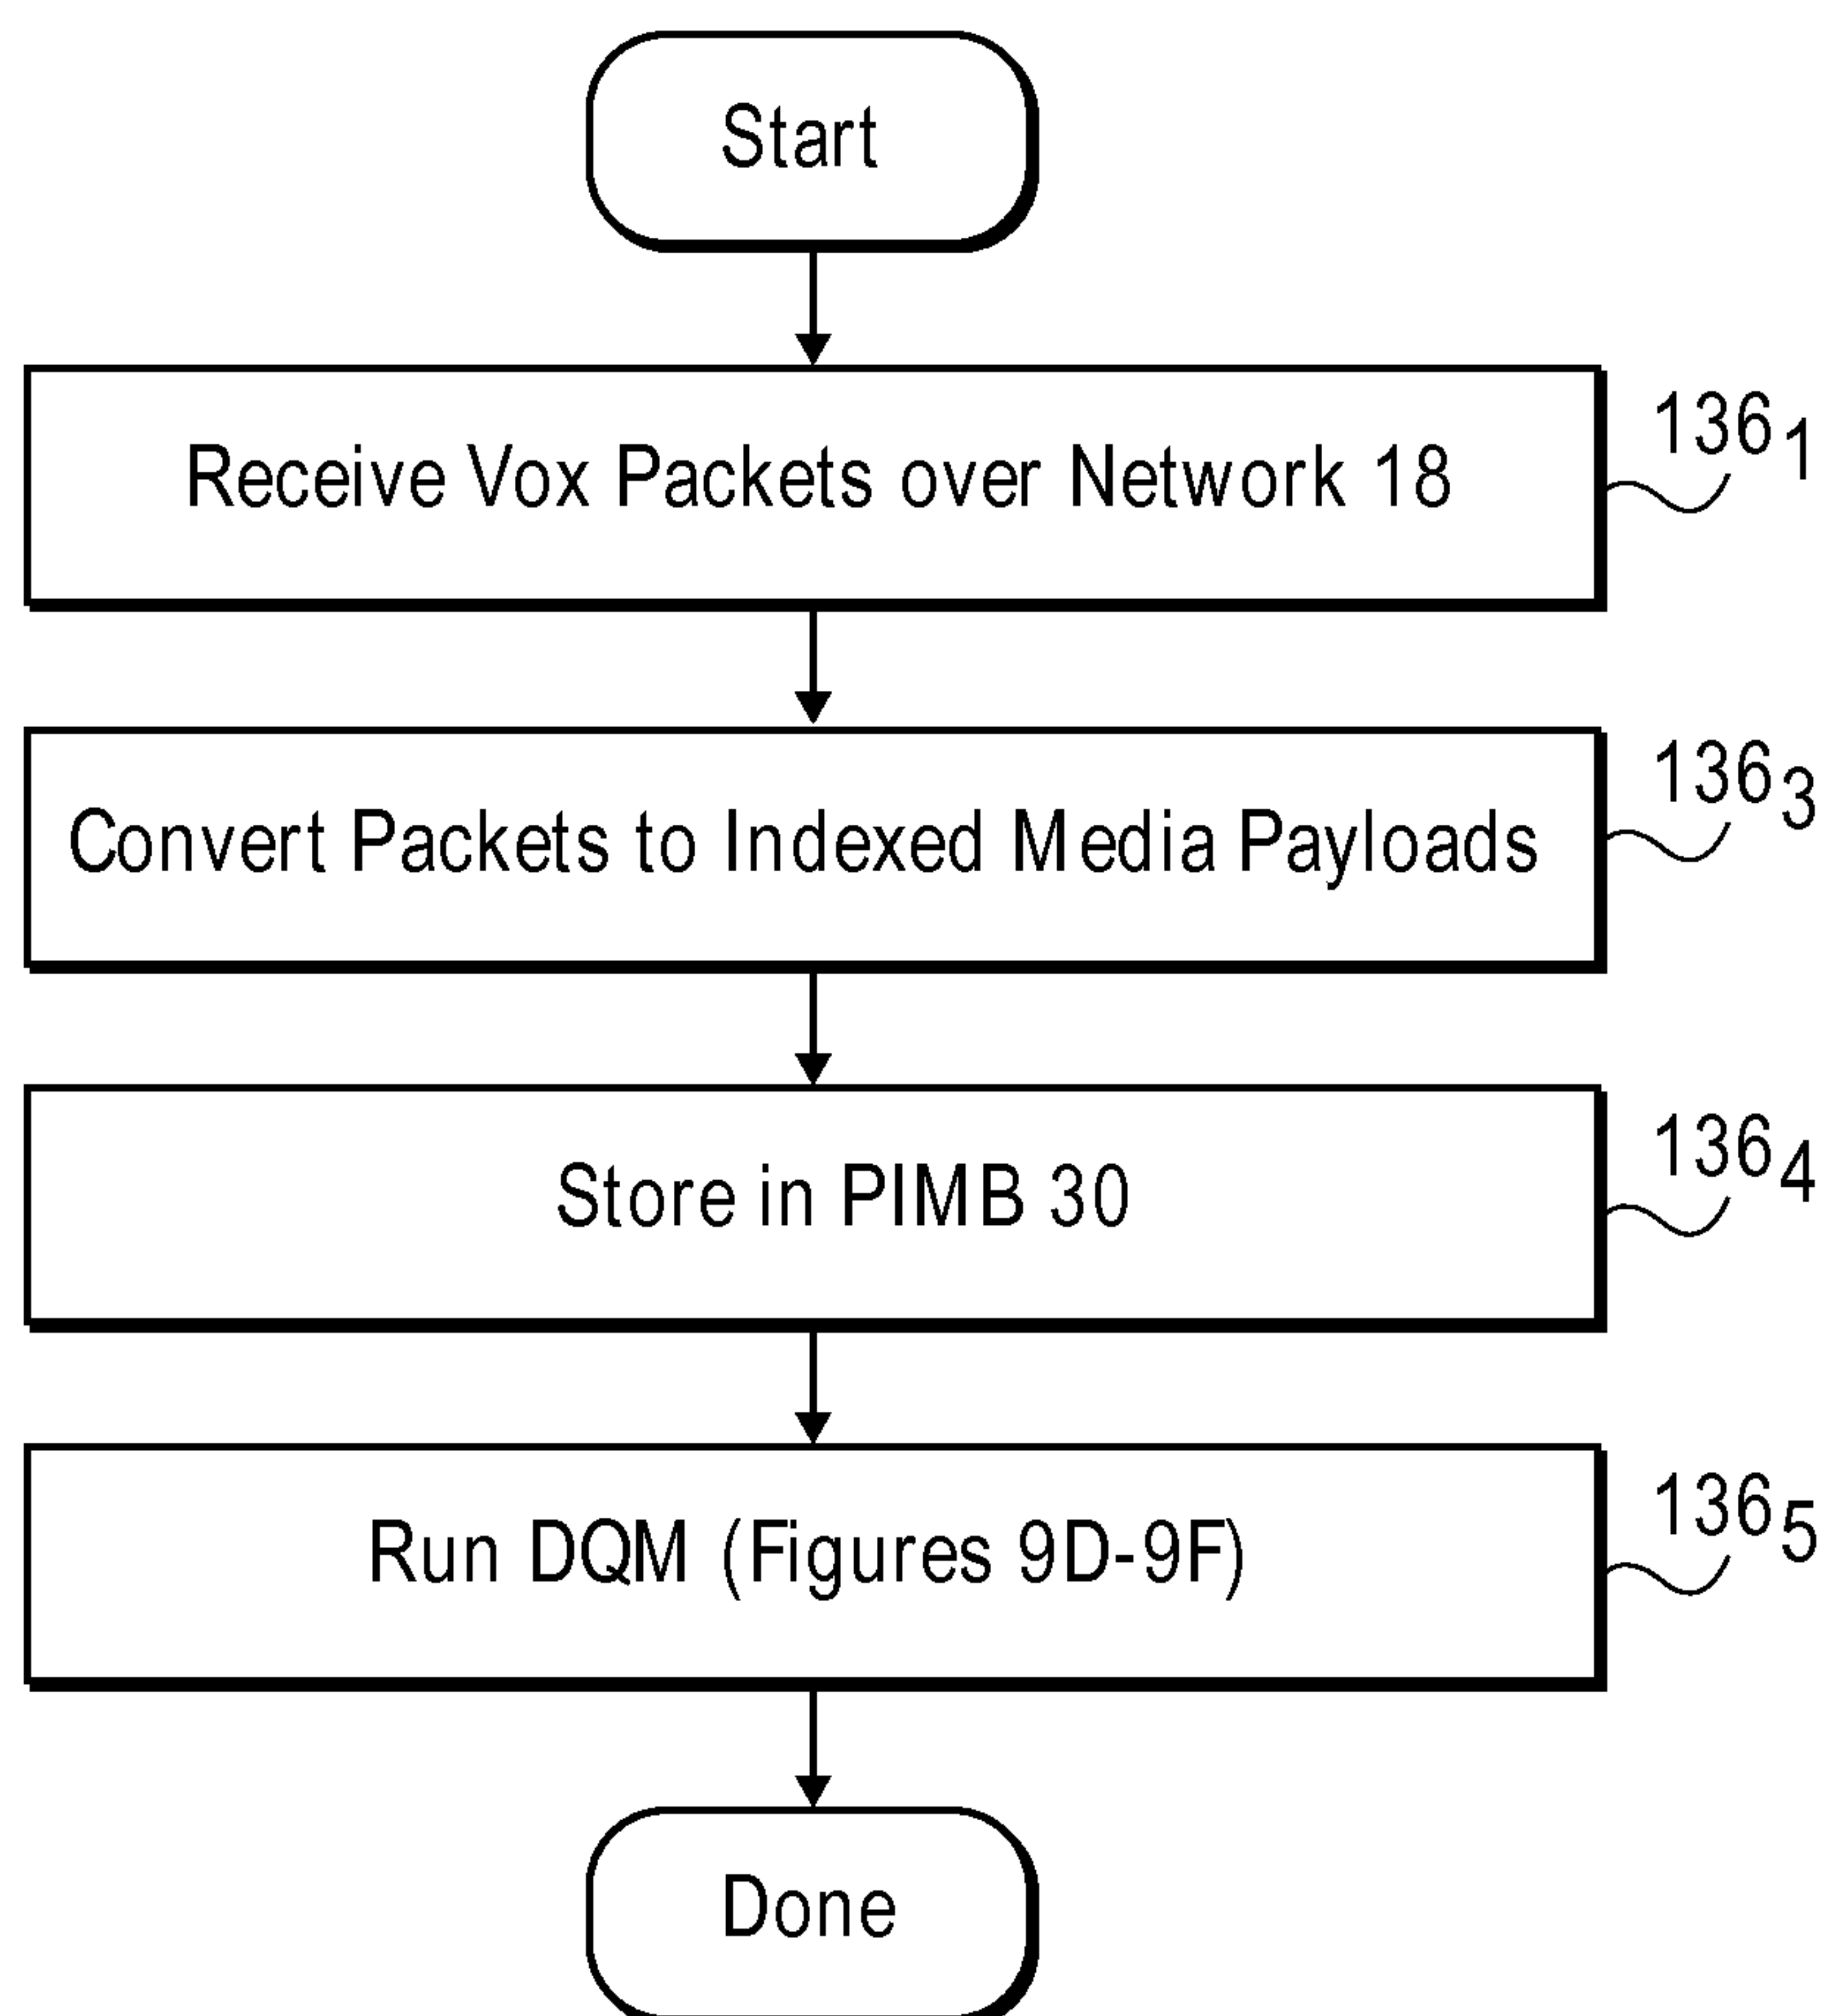 Start
Receive Vox Packets over Network 18
136₁
Convert Packets to Indexed Media Payloads
136₃
Store in PIMB 30
136₄
Run DQM (Figures 9D-9F)
136₅
Done